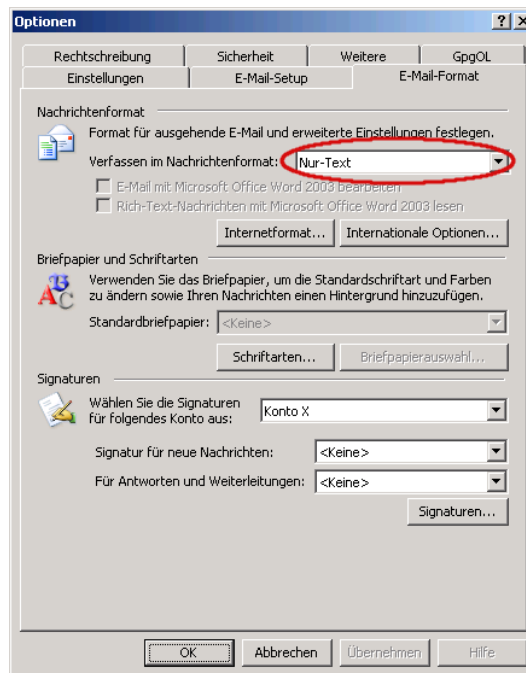 Optionen
Rechtschreibung Sicherheit Weitere GpgOL
Einstellungen E-Mail-Setup E-Mail-Format
Nachrichtenformat
Format für ausgehende E-Mail und erweiterte Einstellungen festlegen.
Verfassen im Nachrichtenformat: Nur-Text
E-Mail mit Microsoft Office Word 2003 bearbeiten
Rich-Text-Nachrichten mit Microsoft Office Word 2003 lesen
Internetformat... Internationale Optionen...
Briefpapier und Schriftarten
Verwenden Sie das Briefpapier, um die Standardschriftart und Farben
zu ändern sowie Ihren Nachrichten einen Hintergrund hinzuzufügen.
Standardbriefpapier: <Keine>
Schriftarten... Briefpapierauswahl...
Signaturen
Wählen Sie die Signaturen
für folgendes Konto aus: Konto X
Signatur für neue Nachrichten: <Keine>
Für Antworten und Weiterleitungen: <Keine>
Signaturen...
OK Abbrechen Übernehmen Hilfe